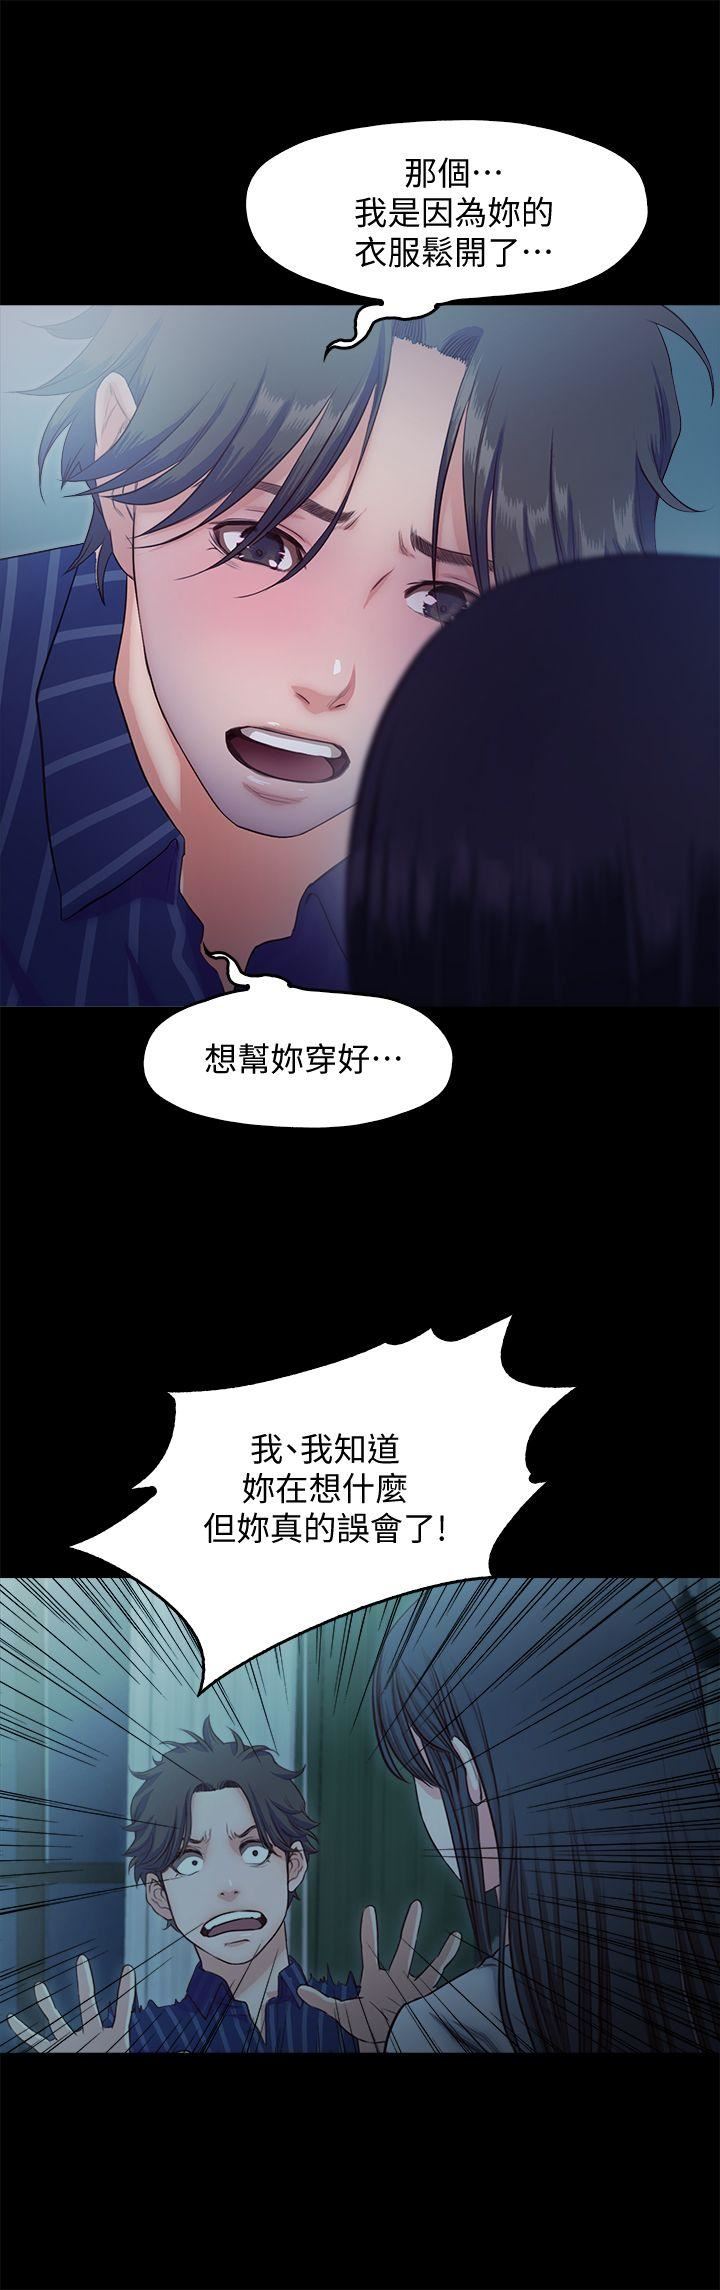 那個⋯
我是因為妳的
衣服鬆開了⋯
想幫妳穿好⋯
我、我知道
妳在想什麼
但妳真的誤會了!